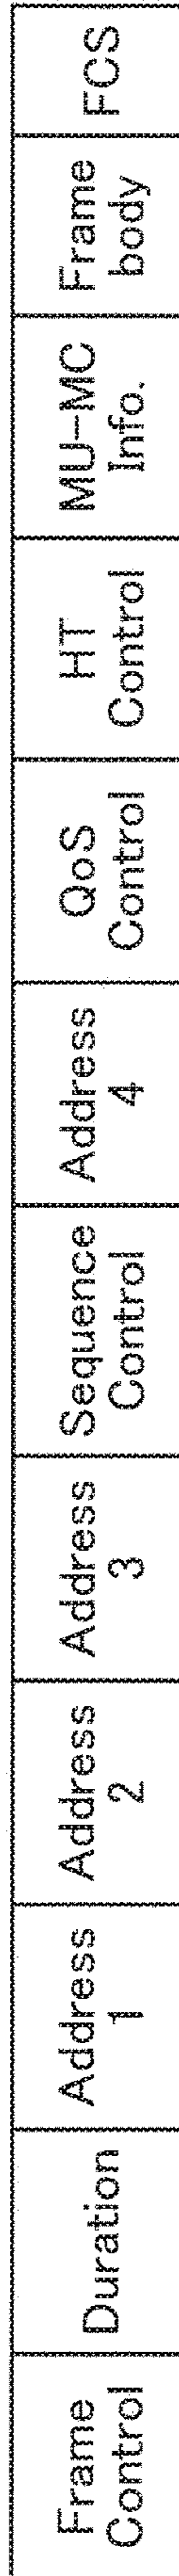 Frame
Control
Duration
Address
1
Address
2
Address
3
Sequence
Control
Address
4
QoS
Control
HT
Control
MU-MC
Info.
Frame
body
FCS